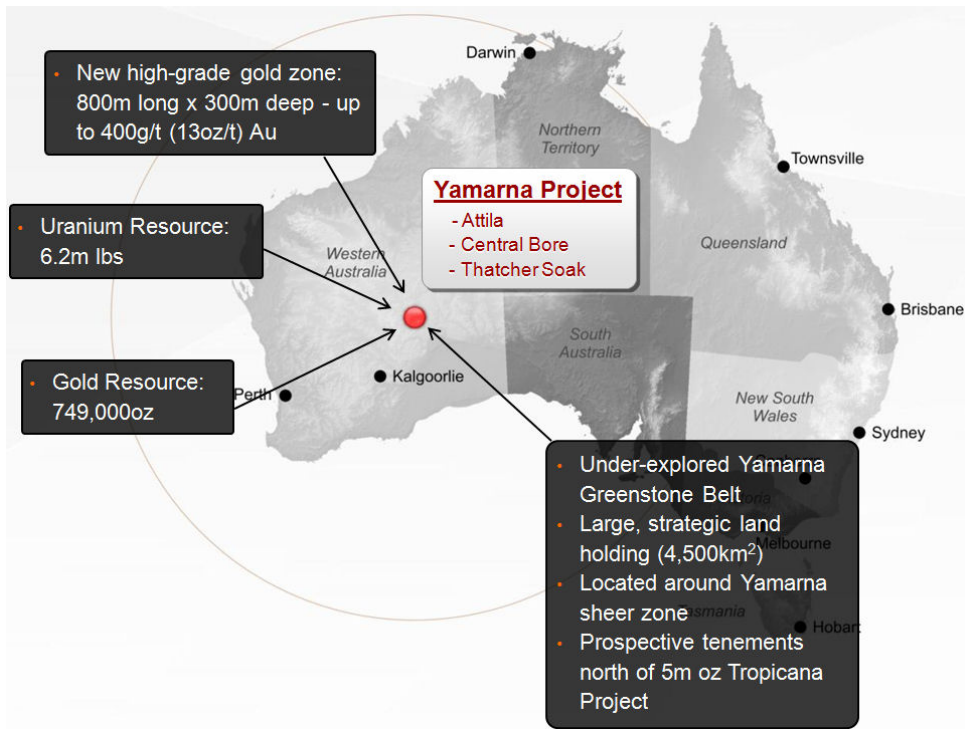 Darwin
• New high-grade gold zone:
800m long x 300m deep - up
to 400g/t (13oz/t) Au
Northern
Territory
Townsville
Yamarna Project
- Attila
- Central Bore
- Thatcher Soak
• Uranium Resource:
6.2m lbs
Western
Australia
Queensland
Brisbane
South
Australia
• Gold Resource:
749,000oz
Perth
Kalgoorlie
New South
Wales
Sydney
• Under-explored Yamarna
Greenstone Belt
• Large, strategic land
holding (4,500km²)
Melbourne
• Located around Yamarna
sheer zone
Tasmania
Hobart
• Prospective tenements
north of 5m oz Tropicana
Project